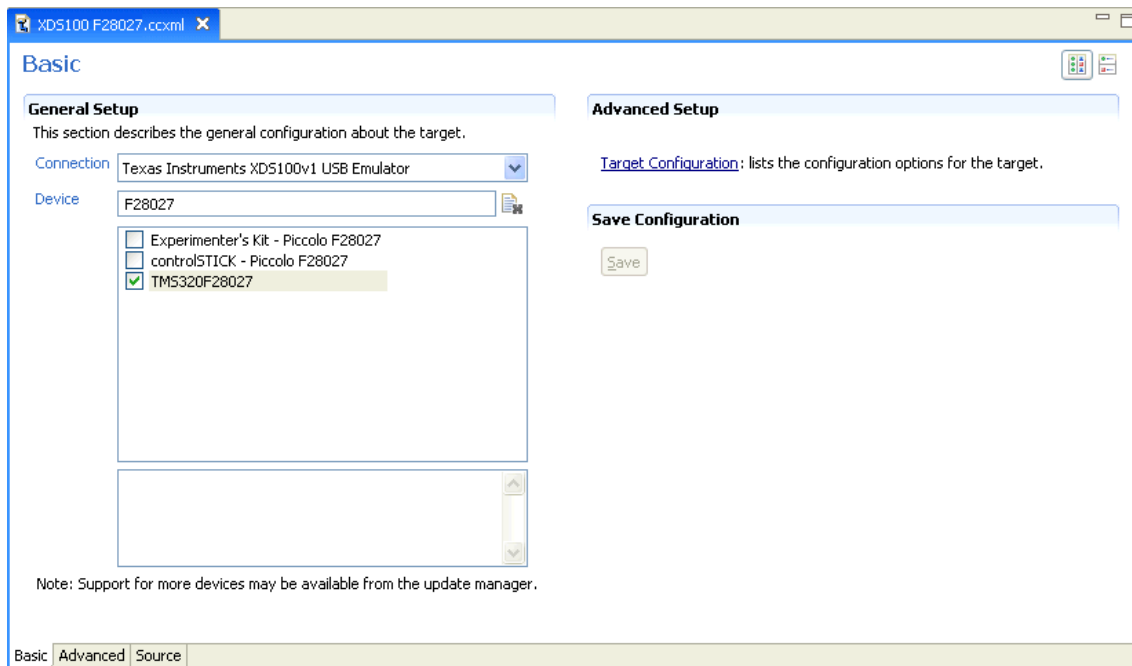 XDS100 F28027.ccxml
Basic
General Setup
This section describes the general configuration about the target.
Connection
Texas Instruments XDS100v1 USB Emulator
Device
F28027
Experimenter's Kit - Piccolo F28027
controlSTICK - Piccolo F28027
TMS320F28027
Note: Support for more devices may be available from the update manager.
Advanced Setup
Target Configuration: lists the configuration options for the target.
Save Configuration
Save
Basic Advanced Source